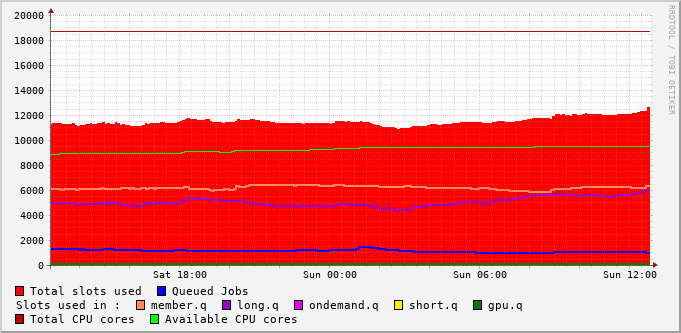 20000
18000
16000
14000
12000
10000
8000
6000
4000
2000
0
Sat 18:00 Sun 00:00 Sun 06:00 Sun 12:00
RRDTOOL / TOBI OETIKER
Total slots used Queued Jobs
Slots used in : member.q long.q ondemand.q short.q gpu.q
Total CPU cores Available CPU cores